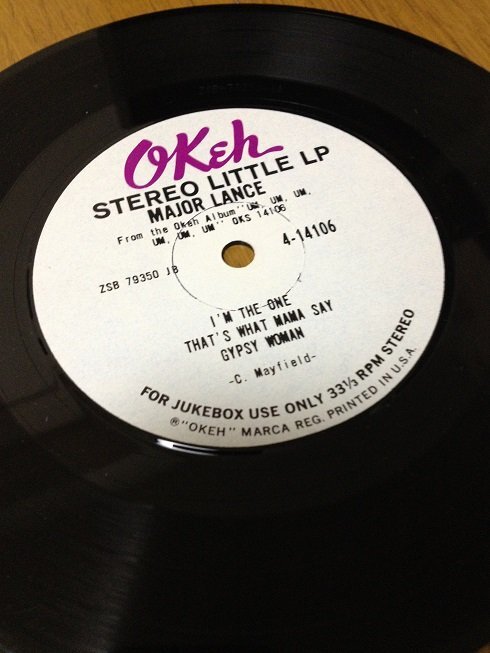 OKeh
STEREO LITTLE LP
MAJOR LANCE
From the Okeh Album "UM, UM, UM,
UM, UM, UM" OKS 14106
4-14106
ZSB 79350 JB
I'M THE ONE
THAT'S WHAT MAMA SAY
GYPSY WOMAN
-C. Mayfield-
FOR JUKEBOX USE ONLY 33⅓ RPM STEREO
®"OKEH" MARCA REG. PRINTED IN U.S.A.